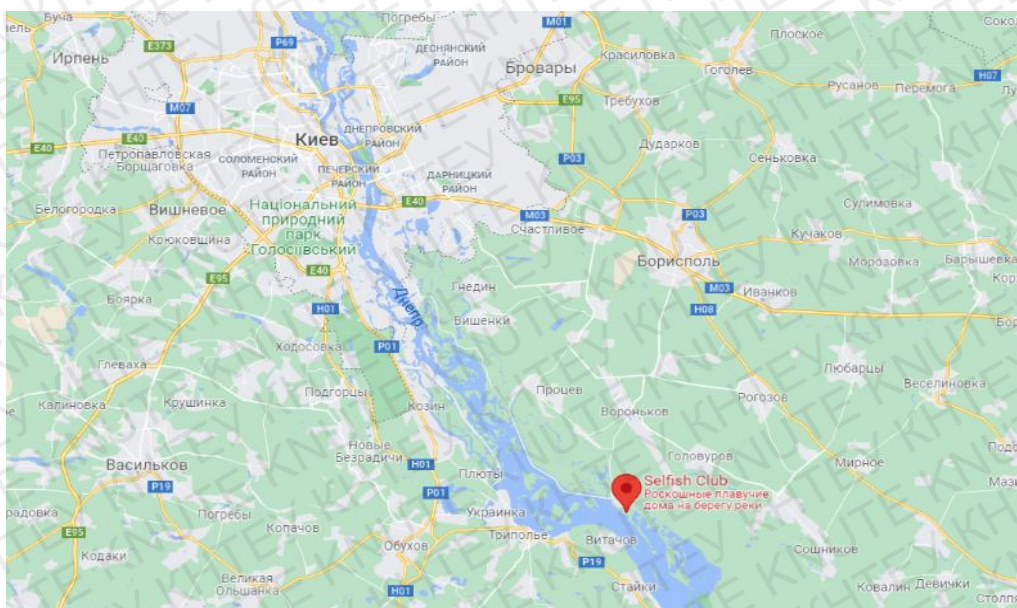 Буча
Погребы
M01
Плоское
Ирпень
E373
P69
ДЕСНЯНСКИЙ
РАЙОН
Бровары
Красиловка
Гоголев
H07
E95
Русанов
Перемога
M07
Требухов
E40
Киев
ДНЕПРОВСКИЙ
РАЙОН
Дударков
E40
Петропавловская
Борщаговка
СОЛОМЕНСКИЙ
РАЙОН
ПЕЧЕРСКИЙ
РАЙОН
P03
Сеньковка
ДАРНИЦКИЙ
РАЙОН
Белогородка
Вишневое
Національний
природний
парк
Голосіївський
E40
M03
Счастливое
P03
Сулимовка
Крюковщина
Кучаков
Борисполь
Морозовка
Барышевка
E95
E40
Гнедин
M03
Иванков
Боярка
H01
Днепр
Вишенки
H08
Ходосовка
P01
Глеваха
Подгорцы
Процев
Любарцы
Калиновка
Крушинка
Козин
Вороньков
Рогозов
Веселиновка
Новые
Безрадичи
Васильков
H01
Плюты
Головуров
Мирное
P19
P01
Selfish Club
Роскошные плавучие
дома на берегу реки
Погребы
Украинка
E95
Копачов
Триполье
Витачов
Обухов
Сошников
Кодаки
P19
Великая
Ольшанка
H01
Стайки
Ковалин
Девички
KNTEY KHTE